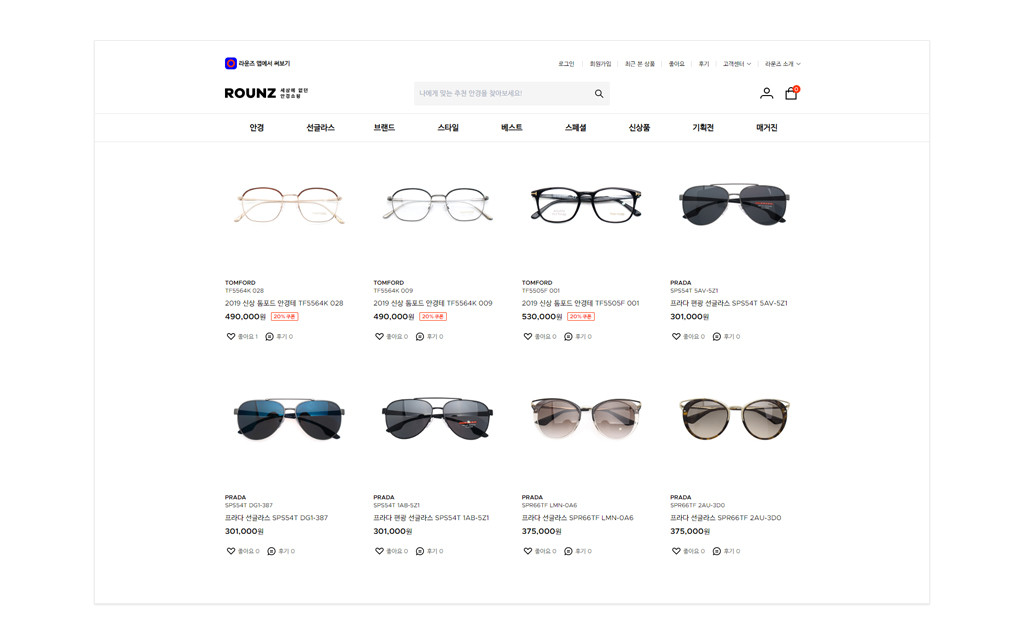 라운즈 앱에서 써보기
로그인 회원가입 최근 본 상품 좋아요 후기 고객센터 라운즈 소개
ROUNZ 세상에 없던 안경쇼핑
나에게 맞는 추천 안경을 찾아보세요!
0
안경 선글라스 브랜드 스타일 베스트 스페셜 신상품 기획전 매거진
TOMFORD
TF5564K 028
2019 신상 톰포드 안경테 TF5564K 028
490,000원 20% 쿠폰
좋아요 1 후기 0
TOMFORD
TF5564K 009
2019 신상 톰포드 안경테 TF5564K 009
490,000원 20% 쿠폰
좋아요 0 후기 0
TOMFORD
TF5505F 001
2019 신상 톰포드 안경테 TF5505F 001
530,000원 20% 쿠폰
좋아요 0 후기 0
PRADA
SPS54T 5AV-5Z1
프라다 편광 선글라스 SPS54T 5AV-5Z1
301,000원
좋아요 0 후기 0
PRADA
SPS54T DG1-387
프라다 선글라스 SPS54T DG1-387
301,000원
좋아요 0 후기 0
PRADA
SPS54T 1AB-5Z1
프라다 편광 선글라스 SPS54T 1AB-5Z1
301,000원
좋아요 0 후기 0
PRADA
SPR66TF LMN-0A6
프라다 선글라스 SPR66TF LMN-0A6
375,000원
좋아요 0 후기 0
PRADA
SPR66TF 2AU-3D0
프라다 선글라스 SPR66TF 2AU-3D0
375,000원
좋아요 0 후기 0